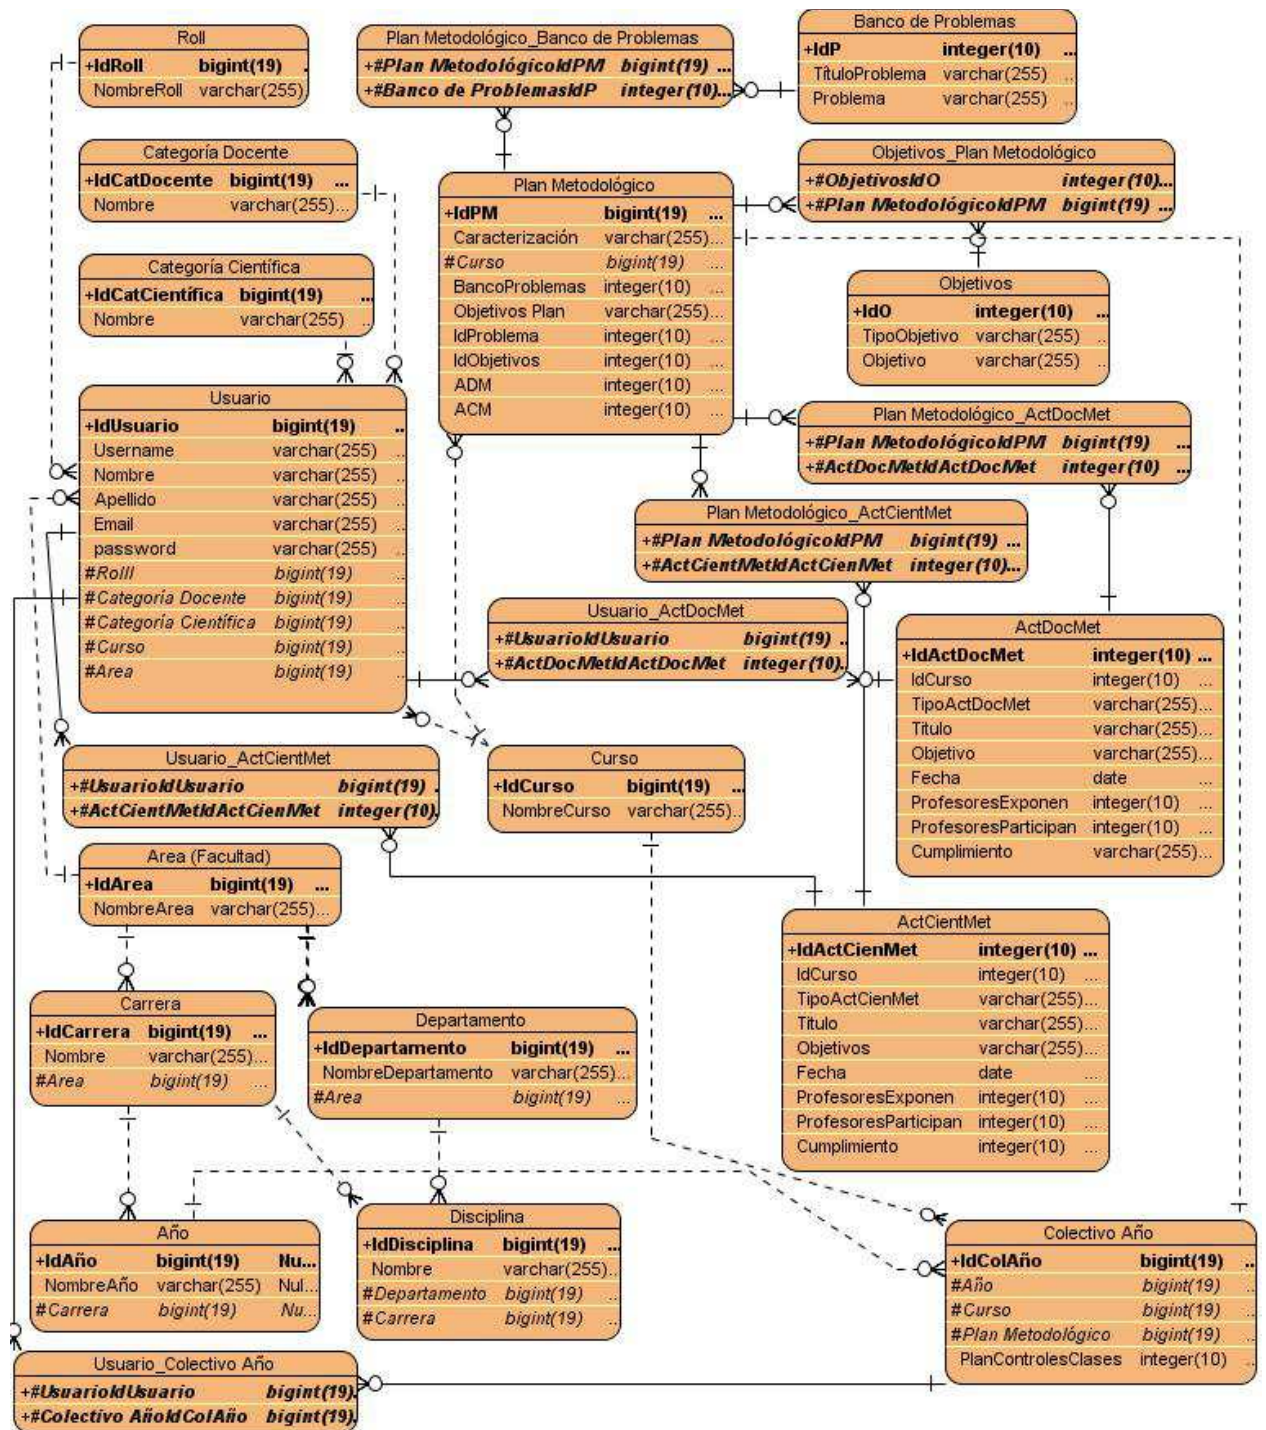 Roll
+IdRoll bigint(19) .
NombreRoll varchar(255)
Plan Metodológico_Banco de Problemas
+#Plan MetodológicoIdPM bigint(19) ...
+#Banco de ProblemasIdP integer(10)...
Banco de Problemas
+IdP integer(10) ...
TítuloProblema varchar(255) ..
Problema varchar(255) ..
Categoría Docente
+IdCatDocente bigint(19) ...
Nombre varchar(255)...
Objetivos_Plan Metodológico
+#ObjetivosIdO integer(10)...
+#Plan MetodológicoIdPM bigint(19) ...
Plan Metodológico
+IdPM bigint(19) ...
Caracterización varchar(255)...
#Curso bigint(19) ...
BancoProblemas integer(10) ...
Objetivos Plan varchar(255)...
IdProblema integer(10) ...
IdObjetivos integer(10) ...
ADM integer(10) ...
ACM integer(10) ...
Categoría Científica
+IdCatCientífica bigint(19) ...
Nombre varchar(255) ..
Objetivos
+IdO integer(10) ...
TipoObjetivo varchar(255) ..
Objetivo varchar(255) ..
Usuario
+IdUsuario bigint(19) ..
Username varchar(255) .
Nombre varchar(255) .
Apellido varchar(255) .
Email varchar(255) .
password varchar(255) .
#Rolll bigint(19) ..
#Categoría Docente bigint(19) ..
#Categoría Científica bigint(19) ..
#Curso bigint(19) ..
#Area bigint(19) ..
Plan Metodológico_ActDocMet
+#Plan MetodológicoIdPM bigint(19) ...
+#ActDocMetIdActDocMet integer(10) ...
Plan Metodológico_ActCientMet
+#Plan MetodológicoIdPM bigint(19) ...
+#ActCientMetIdActCienMet integer(10)...
Usuario_ActDocMet
+#UsuarioIdUsuario bigint(19) ..
+#ActDocMetIdActDocMet integer(10).
ActDocMet
+IdActDocMet integer(10) ...
IdCurso integer(10) ...
TipoActDocMet varchar(255)...
Título varchar(255)...
Objetivo varchar(255)...
Fecha date ...
ProfesoresExponen integer(10) ...
ProfesoresParticipan integer(10) ...
Cumplimiento varchar(255)...
Usuario_ActCientMet
+#UsuarioIdUsuario bigint(19) .
+#ActCientMetIdActCienMet integer(10).
Curso
+IdCurso bigint(19) ...
NombreCurso varchar(255)..
Area (Facultad)
+IdArea bigint(19) ...
NombreArea varchar(255)...
ActCientMet
+IdActCienMet integer(10) ...
IdCurso integer(10) ...
TipoActCienMet varchar(255)...
Título varchar(255)...
Objetivos varchar(255)...
Fecha date ...
ProfesoresExponen integer(10) ...
ProfesoresParticipan integer(10) ...
Cumplimiento integer(10) ...
Carrera
+IdCarrera bigint(19) ...
Nombre varchar(255)...
#Area bigint(19) ...
Departamento
+IdDepartamento bigint(19) ...
NombreDepartamento varchar(255)...
#Area bigint(19) ...
Año
+IdAño bigint(19) Nu...
NombreAño varchar(255) Nul...
#Carrera bigint(19) Nu...
Disciplina
+IdDisciplina bigint(19) ...
Nombre varchar(255)...
#Departamento bigint(19) ..
#Carrera bigint(19) ..
Colectivo Año
+IdColAño bigint(19) ..
#Año bigint(19) ..
#Curso bigint(19) ..
#Plan Metodológico bigint(19) ..
PlanControlesClases integer(10) ..
Usuario_Colectivo Año
+#UsuarioIdUsuario bigint(19).
+#Colectivo AñoIdColAño bigint(19).